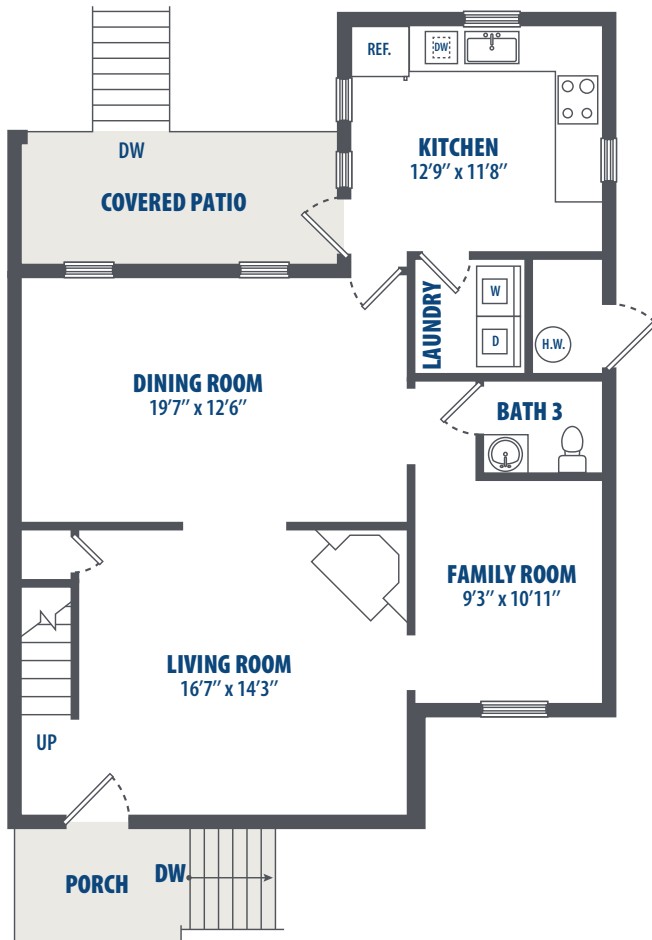 REF.
DW
KITCHEN
12'9" x 11'8"
DW
COVERED PATIO
LAUNDRY
W
D
H.W.
DINING ROOM
19'7" x 12'6"
BATH 3
FAMILY ROOM
9'3" x 10'11"
LIVING ROOM
16'7" x 14'3"
UP
PORCH
DW